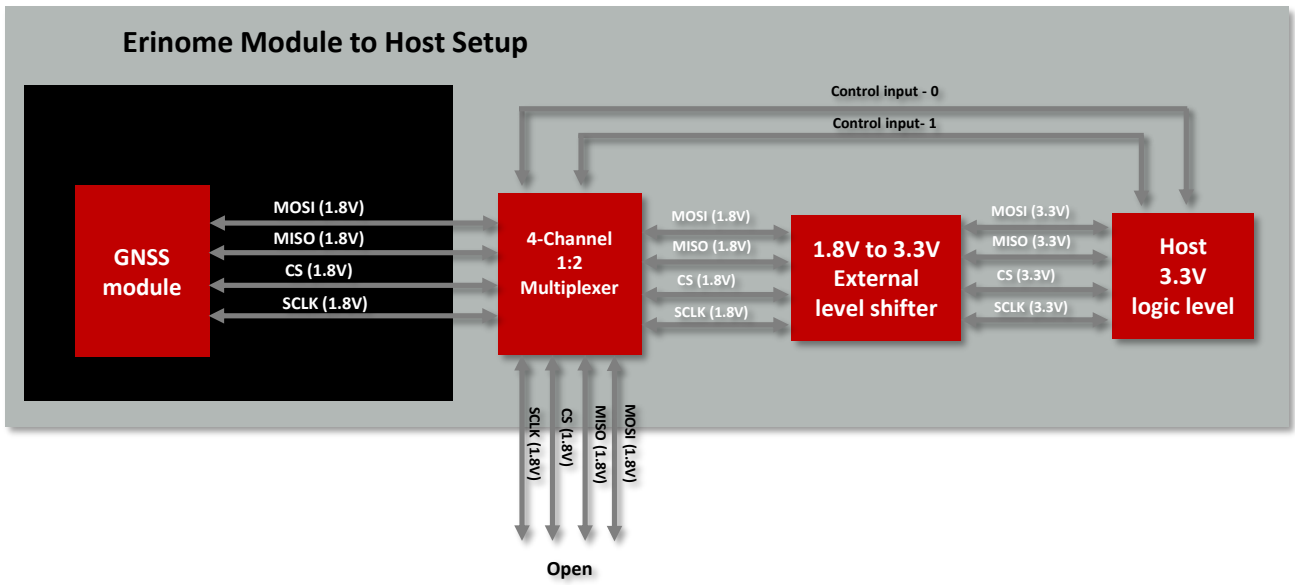 Erinome Module to Host Setup
Control input - 0
Control input- 1
GNSS
module
MOSI (1.8V)
MISO (1.8V)
CS (1.8V)
SCLK (1.8V)
4-Channel
1:2
Multiplexer
MOSI (1.8V)
MISO (1.8V)
CS (1.8V)
SCLK (1.8V)
1.8V to 3.3V
External
level shifter
MOSI (3.3V)
MISO (3.3V)
CS (3.3V)
SCLK (3.3V)
Host
3.3V
logic level
SCLK (1.8V)
CS (1.8V)
MISO (1.8V)
MOSI (1.8V)
Open